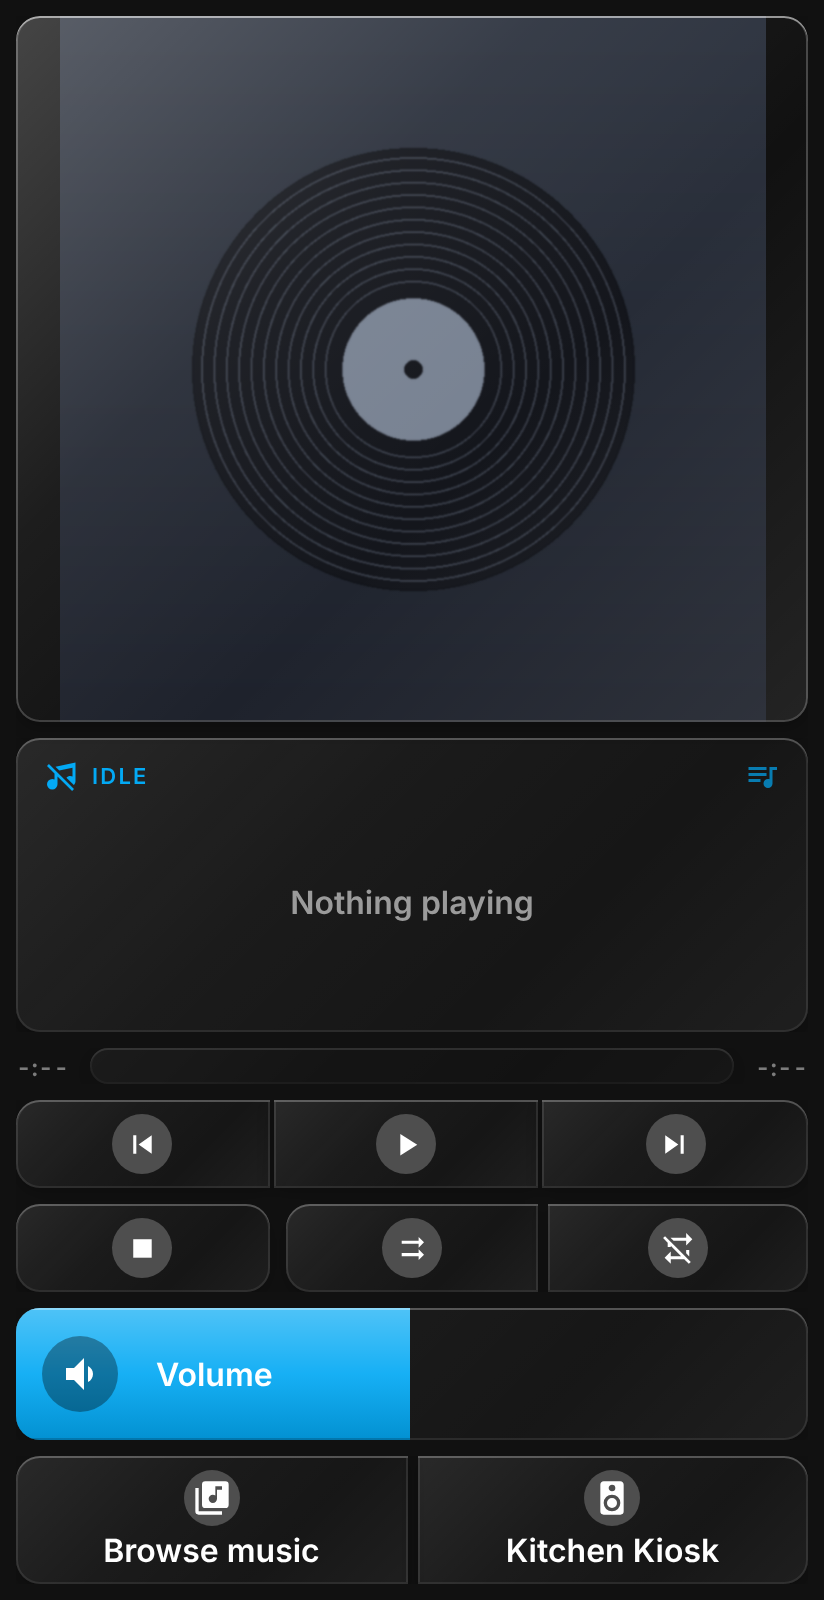 IDLE
Nothing playing
-:-- -:--
Volume
Browse music
Kitchen Kiosk